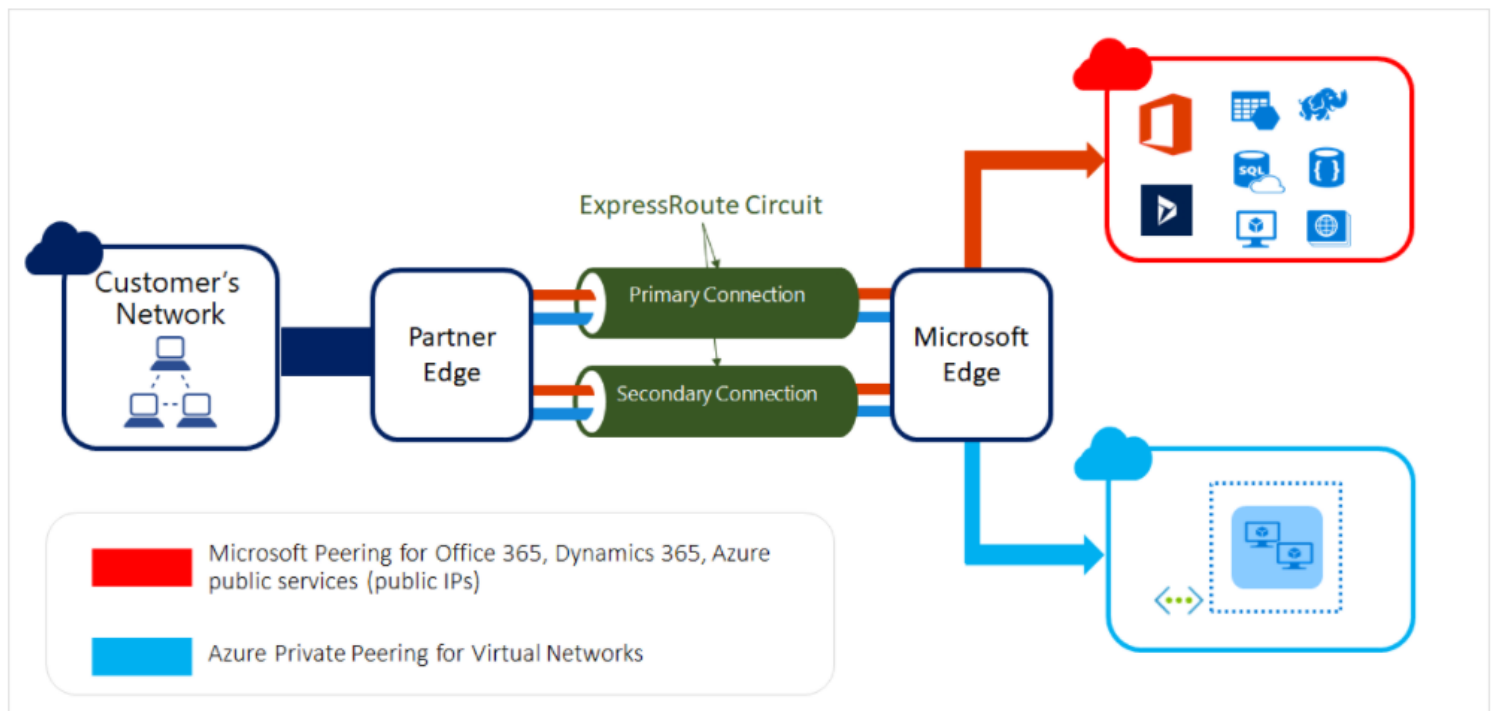 ExpressRoute Circuit
Customer's
Network
Partner
Edge
Primary Connection
Secondary Connection
Microsoft
Edge
SQL
{ }
Microsoft Peering for Office 365, Dynamics 365, Azure
public services (public IPs)
Azure Private Peering for Virtual Networks